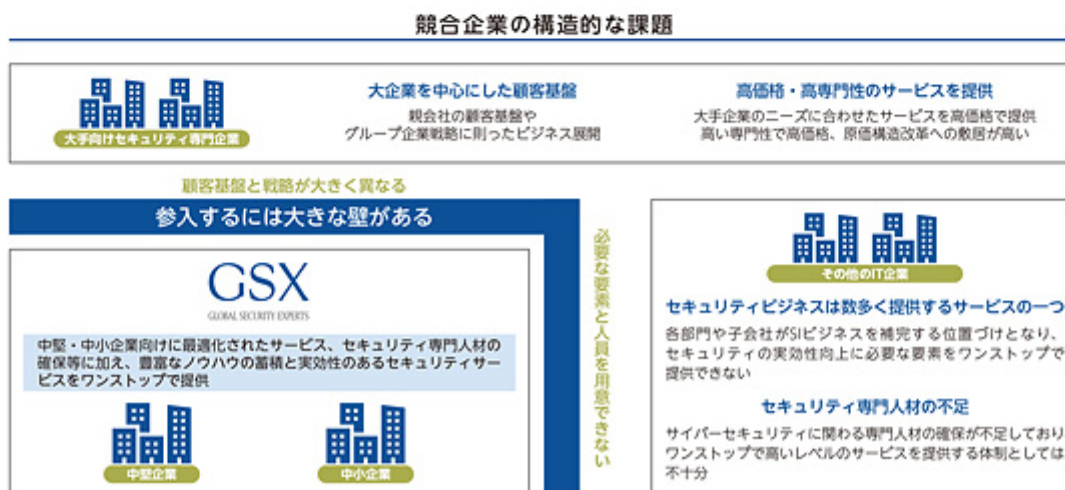 競合企業の構造的な課題
大手向けセキュリティ専門企業
大企業を中心にした顧客基盤
親会社の顧客基盤や
グループ企業戦略に則ったビジネス展開
高価格・高専門性のサービスを提供
大手企業のニーズに合わせたサービスを高価格で提供
高い専門性で高価格、原価構造改革への敷居が高い
顧客基盤と戦略が大きく異なる
参入するには大きな壁がある
GSX
GLOBAL SECURITY EXPERTS
中堅・中小企業向けに最適化されたサービス、セキュリティ専門人材の
確保等に加え、豊富なノウハウの蓄積と実効性のあるセキュリティサー
ビスをワンストップで提供
中堅企業
中小企業
必要な要素と人員を用意できない
その他のIT企業
セキュリティビジネスは数多く提供するサービスの一つ
各部門や子会社がSIビジネスを補完する位置づけとなり、
セキュリティの実効性向上に必要な要素をワンストップで
提供できない
セキュリティ専門人材の不足
サイバーセキュリティに関わる専門人材の確保が不足しており
ワンストップで高いレベルのサービスを提供する体制としては
不十分